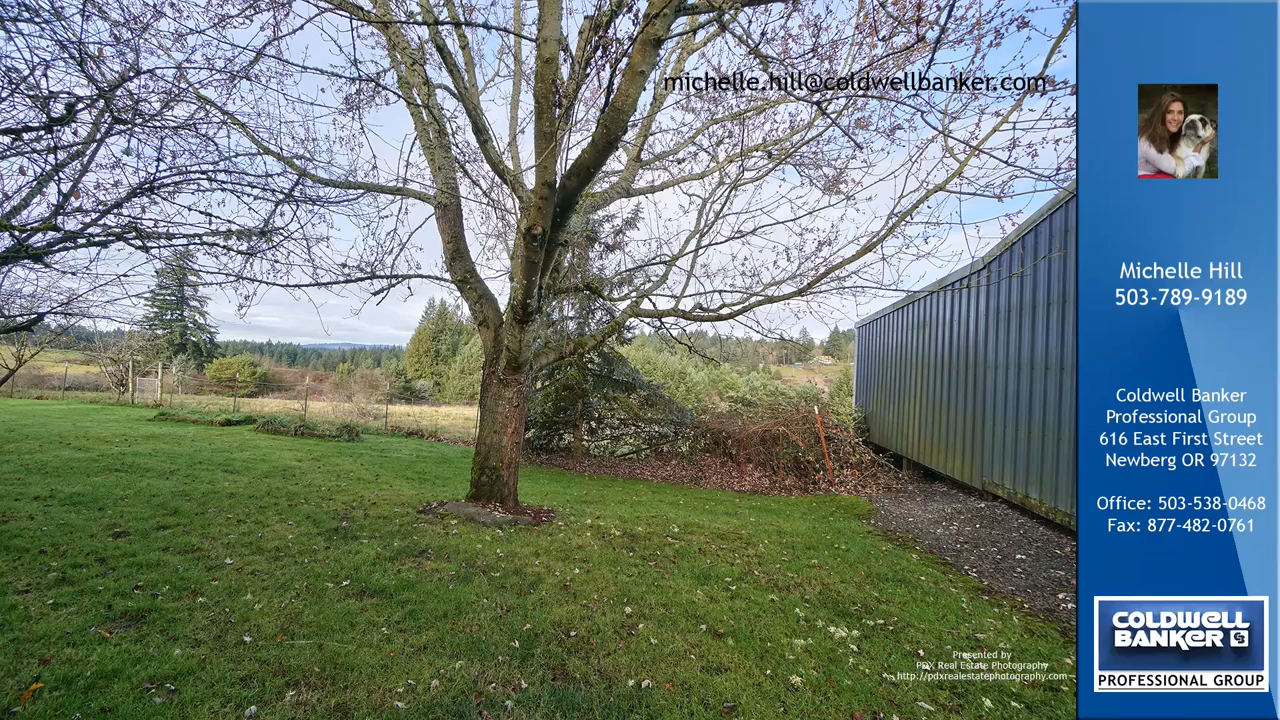 michelle.hill@coldwellbanker.com
Michelle Hill
503-789-9189
Coldwell Banker
Professional Group
616 East First Street
Newberg OR 97132
Office: 503-538-0468
Fax: 877-482-0761
COLDWELL
BANKER CB
PROFESSIONAL GROUP
Presented by
PDX Real Estate Photography
http://pdxrealestatephotography.com